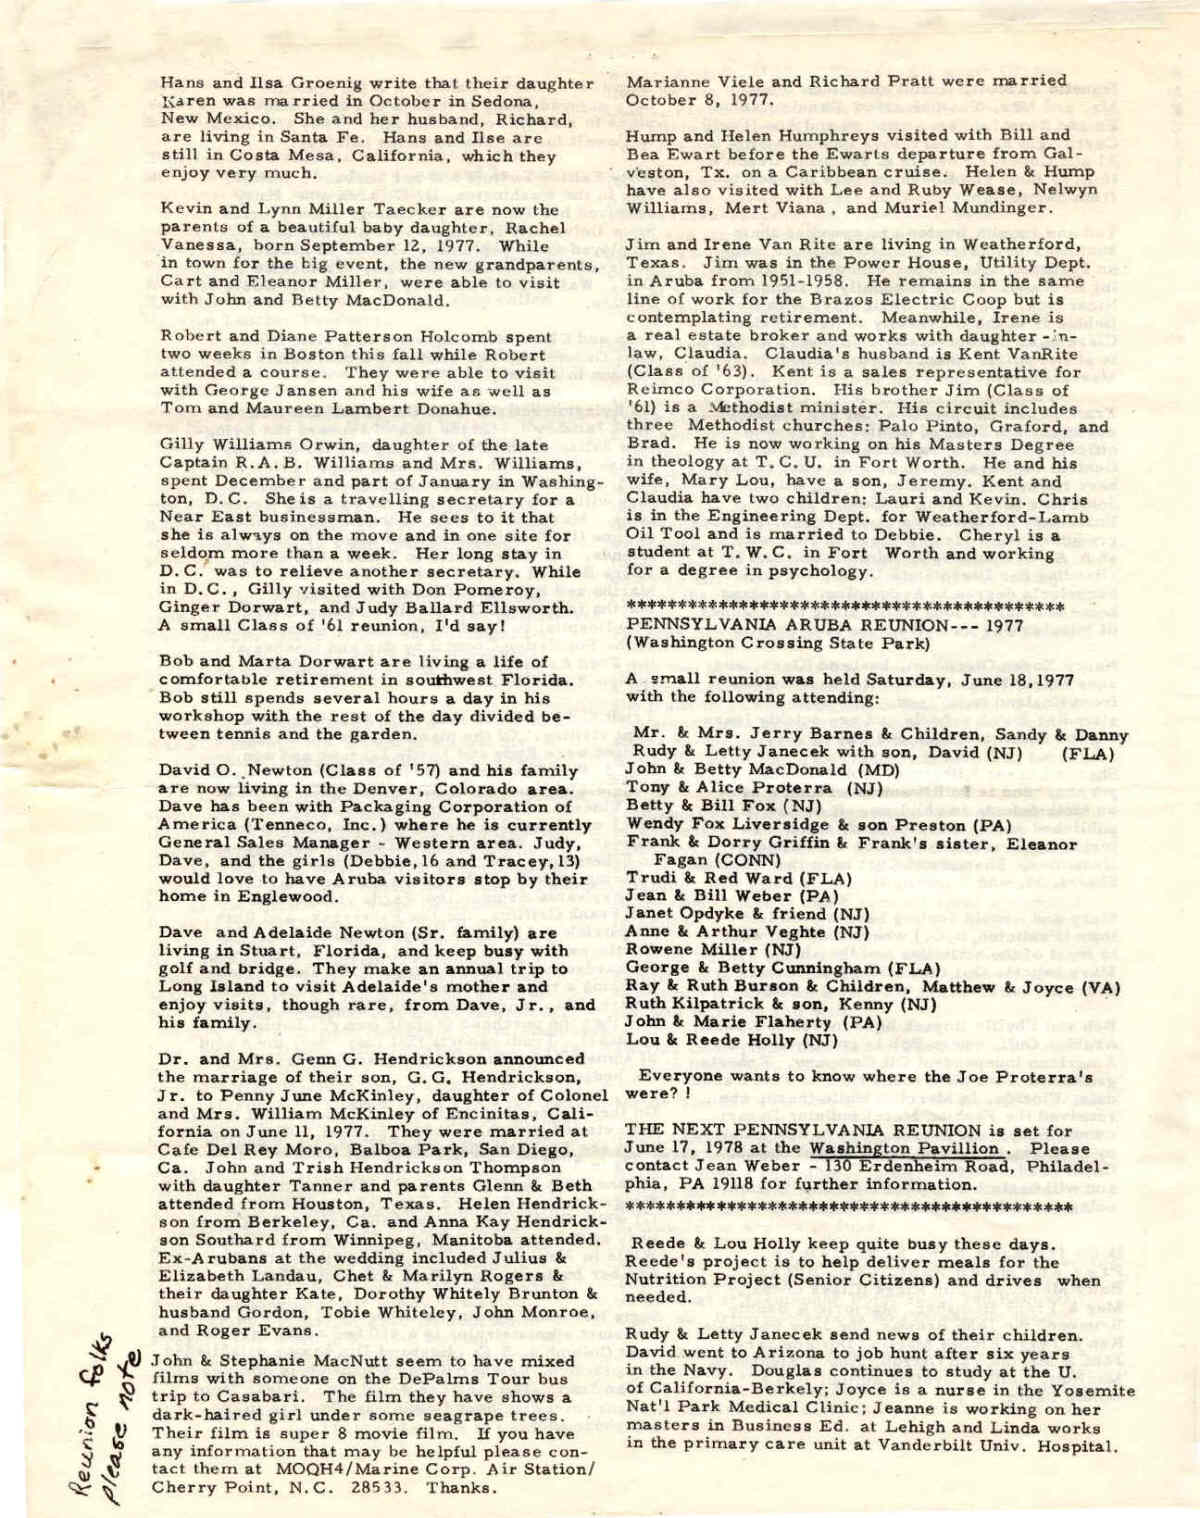 Hans and Ilsa Groenig write that their daughter
Karen was married in October in Sedona,
New Mexico. She and her husband, Richard,
are living in Santa Fe. Hans and Ilse are
still in Costa Mesa, California, which they
enjoy very much.
Kevin and Lynn Miller Taecker are now the
parents of a beautiful baby daughter, Rachel
Vanessa, born September 12, 1977. While
in town for the big event, the new grandparents,
Cart and Eleanor Miller, were able to visit
with John and Betty MacDonald.
Robert and Diane Patterson Holcomb spent
two weeks in Boston this fall while Robert
attended a course. They were able to visit
with George Jansen and his wife as well as
Tom and Maureen Lambert Donahue.
Gilly Williams Orwin, daughter of the late
Captain R.A.B. Williams and Mrs. Williams,
spent December and part of January in Washing-
ton, D.C. She is a travelling secretary for a
Near East businessman. He sees to it that
she is always on the move and in one site for
seldom more than a week. Her long stay in
D.C. was to relieve another secretary. While
in D.C., Gilly visited with Don Pomeroy,
Ginger Dorwart, and Judy Ballard Ellsworth.
A small Class of '61 reunion, I'd say!
Bob and Marta Dorwart are living a life of
comfortable retirement in southwest Florida.
Bob still spends several hours a day in his
workshop with the rest of the day divided be-
tween tennis and the garden.
David O. Newton (Class of '57) and his family
are now living in the Denver, Colorado area.
Dave has been with Packaging Corporation of
America (Tenneco, Inc.) where he is currently
General Sales Manager - Western area. Judy,
Dave, and the girls (Debbie,16 and Tracey,13)
would love to have Aruba visitors stop by their
home in Englewood.
Dave and Adelaide Newton (Sr. family) are
living in Stuart, Florida, and keep busy with
golf and bridge. They make an annual trip to
Long Island to visit Adelaide's mother and
enjoy visits, though rare, from Dave, Jr., and
his family.
Dr. and Mrs. Genn G. Hendrickson announced
the marriage of their son, G.G. Hendrickson,
Jr. to Penny June McKinley, daughter of Colonel
and Mrs. William McKinley of Encinitas, Cali-
fornia on June 11, 1977. They were married at
Cafe Del Rey Moro, Balboa Park, San Diego,
Ca. John and Trish Hendrickson Thompson
with daughter Tanner and parents Glenn & Beth
attended from Houston, Texas. Helen Hendrick-
son from Berkeley, Ca. and Anna Kay Hendrick-
son Southard from Winnipeg, Manitoba attended.
Ex-Arubans at the wedding included Julius &
Elizabeth Landau, Chet & Marilyn Rogers &
their daughter Kate, Dorothy Whitely Brunton &
husband Gordon, Tobie Whiteley, John Monroe,
and Roger Evans.
John & Stephanie MacNutt seem to have mixed
films with someone on the DePalms Tour bus
trip to Casabari. The film they have shows a
dark-haired girl under some seagrape trees.
Their film is super 8 movie film. If you have
any information that may be helpful please con-
tact them at MOQH4/Marine Corp. Air Station/
Cherry Point, N.C. 28533. Thanks.
Reunion folks
please note
Marianne Viele and Richard Pratt were married
October 8, 1977.
Hump and Helen Humphreys visited with Bill and
Bea Ewart before the Ewarts departure from Gal-
veston, Tx. on a Caribbean cruise. Helen & Hump
have also visited with Lee and Ruby Wease, Nelwyn
Williams, Mert Viana, and Muriel Mundinger.
Jim and Irene Van Rite are living in Weatherford,
Texas. Jim was in the Power House, Utility Dept.
in Aruba from 1951-1958. He remains in the same
line of work for the Brazos Electric Coop but is
contemplating retirement. Meanwhile, Irene is
a real estate broker and works with daughter -in-
law, Claudia. Claudia's husband is Kent VanRite
(Class of '63). Kent is a sales representative for
Reimco Corporation. His brother Jim (Class of
'61) is a Methodist minister. His circuit includes
three Methodist churches: Palo Pinto, Graford, and
Brad. He is now working on his Masters Degree
in theology at T.C.U. in Fort Worth. He and his
wife, Mary Lou, have a son, Jeremy. Kent and
Claudia have two children: Lauri and Kevin. Chris
is in the Engineering Dept. for Weatherford-Lamb
Oil Tool and is married to Debbie. Cheryl is a
student at T.W.C. in Fort Worth and working
for a degree in psychology.
*******************************************
PENNSYLVANIA ARUBA REUNION--- 1977
(Washington Crossing State Park)
A small reunion was held Saturday, June 18,1977
with the following attending:
Mr. & Mrs. Jerry Barnes & Children, Sandy & Danny
Rudy & Letty Janecek with son, David (NJ) (FLA)
John & Betty MacDonald (MD)
Tony & Alice Proterra (NJ)
Betty & Bill Fox (NJ)
Wendy Fox Liversidge & son Preston (PA)
Frank & Dorry Griffin & Frank's sister, Eleanor
Fagan (CONN)
Trudi & Red Ward (FLA)
Jean & Bill Weber (PA)
Janet Opdyke & friend (NJ)
Anne & Arthur Veghte (NJ)
Rowene Miller (NJ)
George & Betty Cunningham (FLA)
Ray & Ruth Burson & Children, Matthew & Joyce (VA)
Ruth Kilpatrick & son, Kenny (NJ)
John & Marie Flaherty (PA)
Lou & Reede Holly (NJ)
Everyone wants to know where the Joe Proterra's
were? !
THE NEXT PENNSYLVANIA REUNION is set for
June 17, 1978 at the Washington Pavillion. Please
contact Jean Weber - 130 Erdenheim Road, Philadel-
phia, PA 19118 for further information.
********************************************
Reede & Lou Holly keep quite busy these days.
Reede's project is to help deliver meals for the
Nutrition Project (Senior Citizens) and drives when
needed.
Rudy & Letty Janecek send news of their children.
David went to Arizona to job hunt after six years
in the Navy. Douglas continues to study at the U.
of California-Berkely; Joyce is a nurse in the Yosemite
Nat'l Park Medical Clinic; Jeanne is working on her
masters in Business Ed. at Lehigh and Linda works
in the primary care unit at Vanderbilt Univ. Hospital.